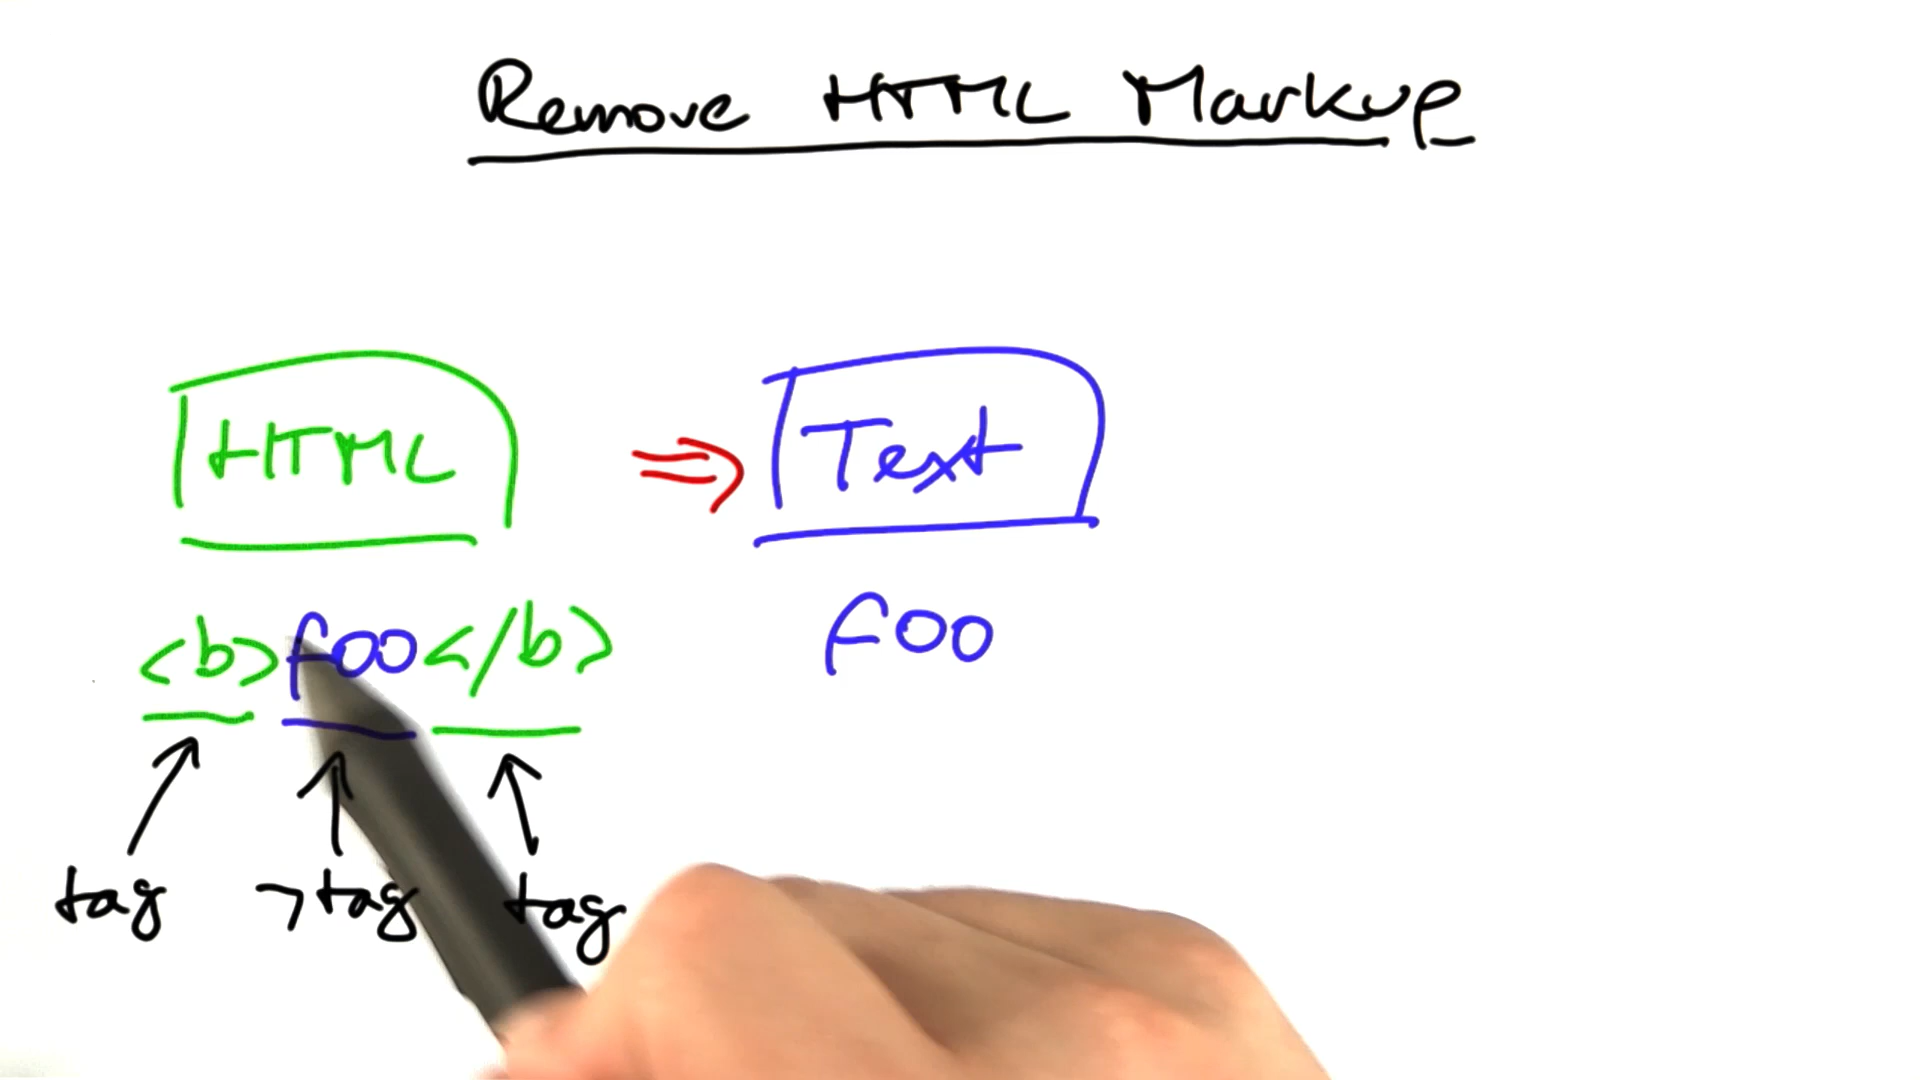 Remove HTML Markup
HTML ⇒ Text
<b>foo</b> foo
tag ¬tag tag